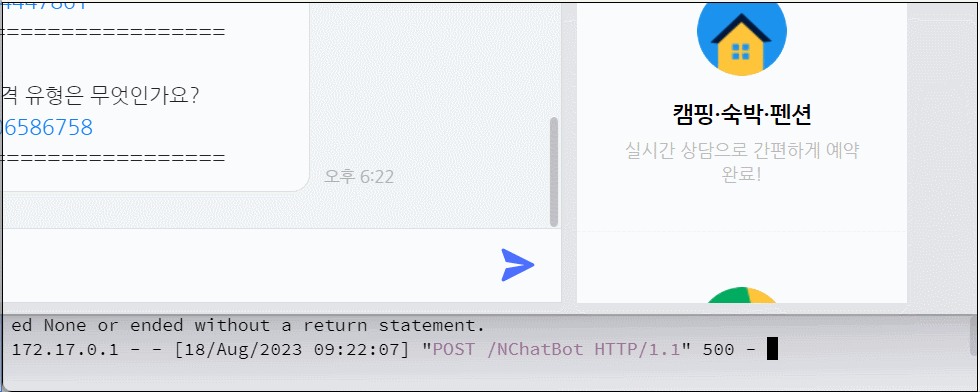 =================
격 유형은 무엇인가요?
06586758
=================
오후 6:22
캠핑·숙박·펜션
실시간 상담으로 간편하게 예약
완료!
ed None or ended without a return statement.
172.17.0.1 - - [18/Aug/2023 09:22:07] "POST /NChatBot HTTP/1.1" 500 -